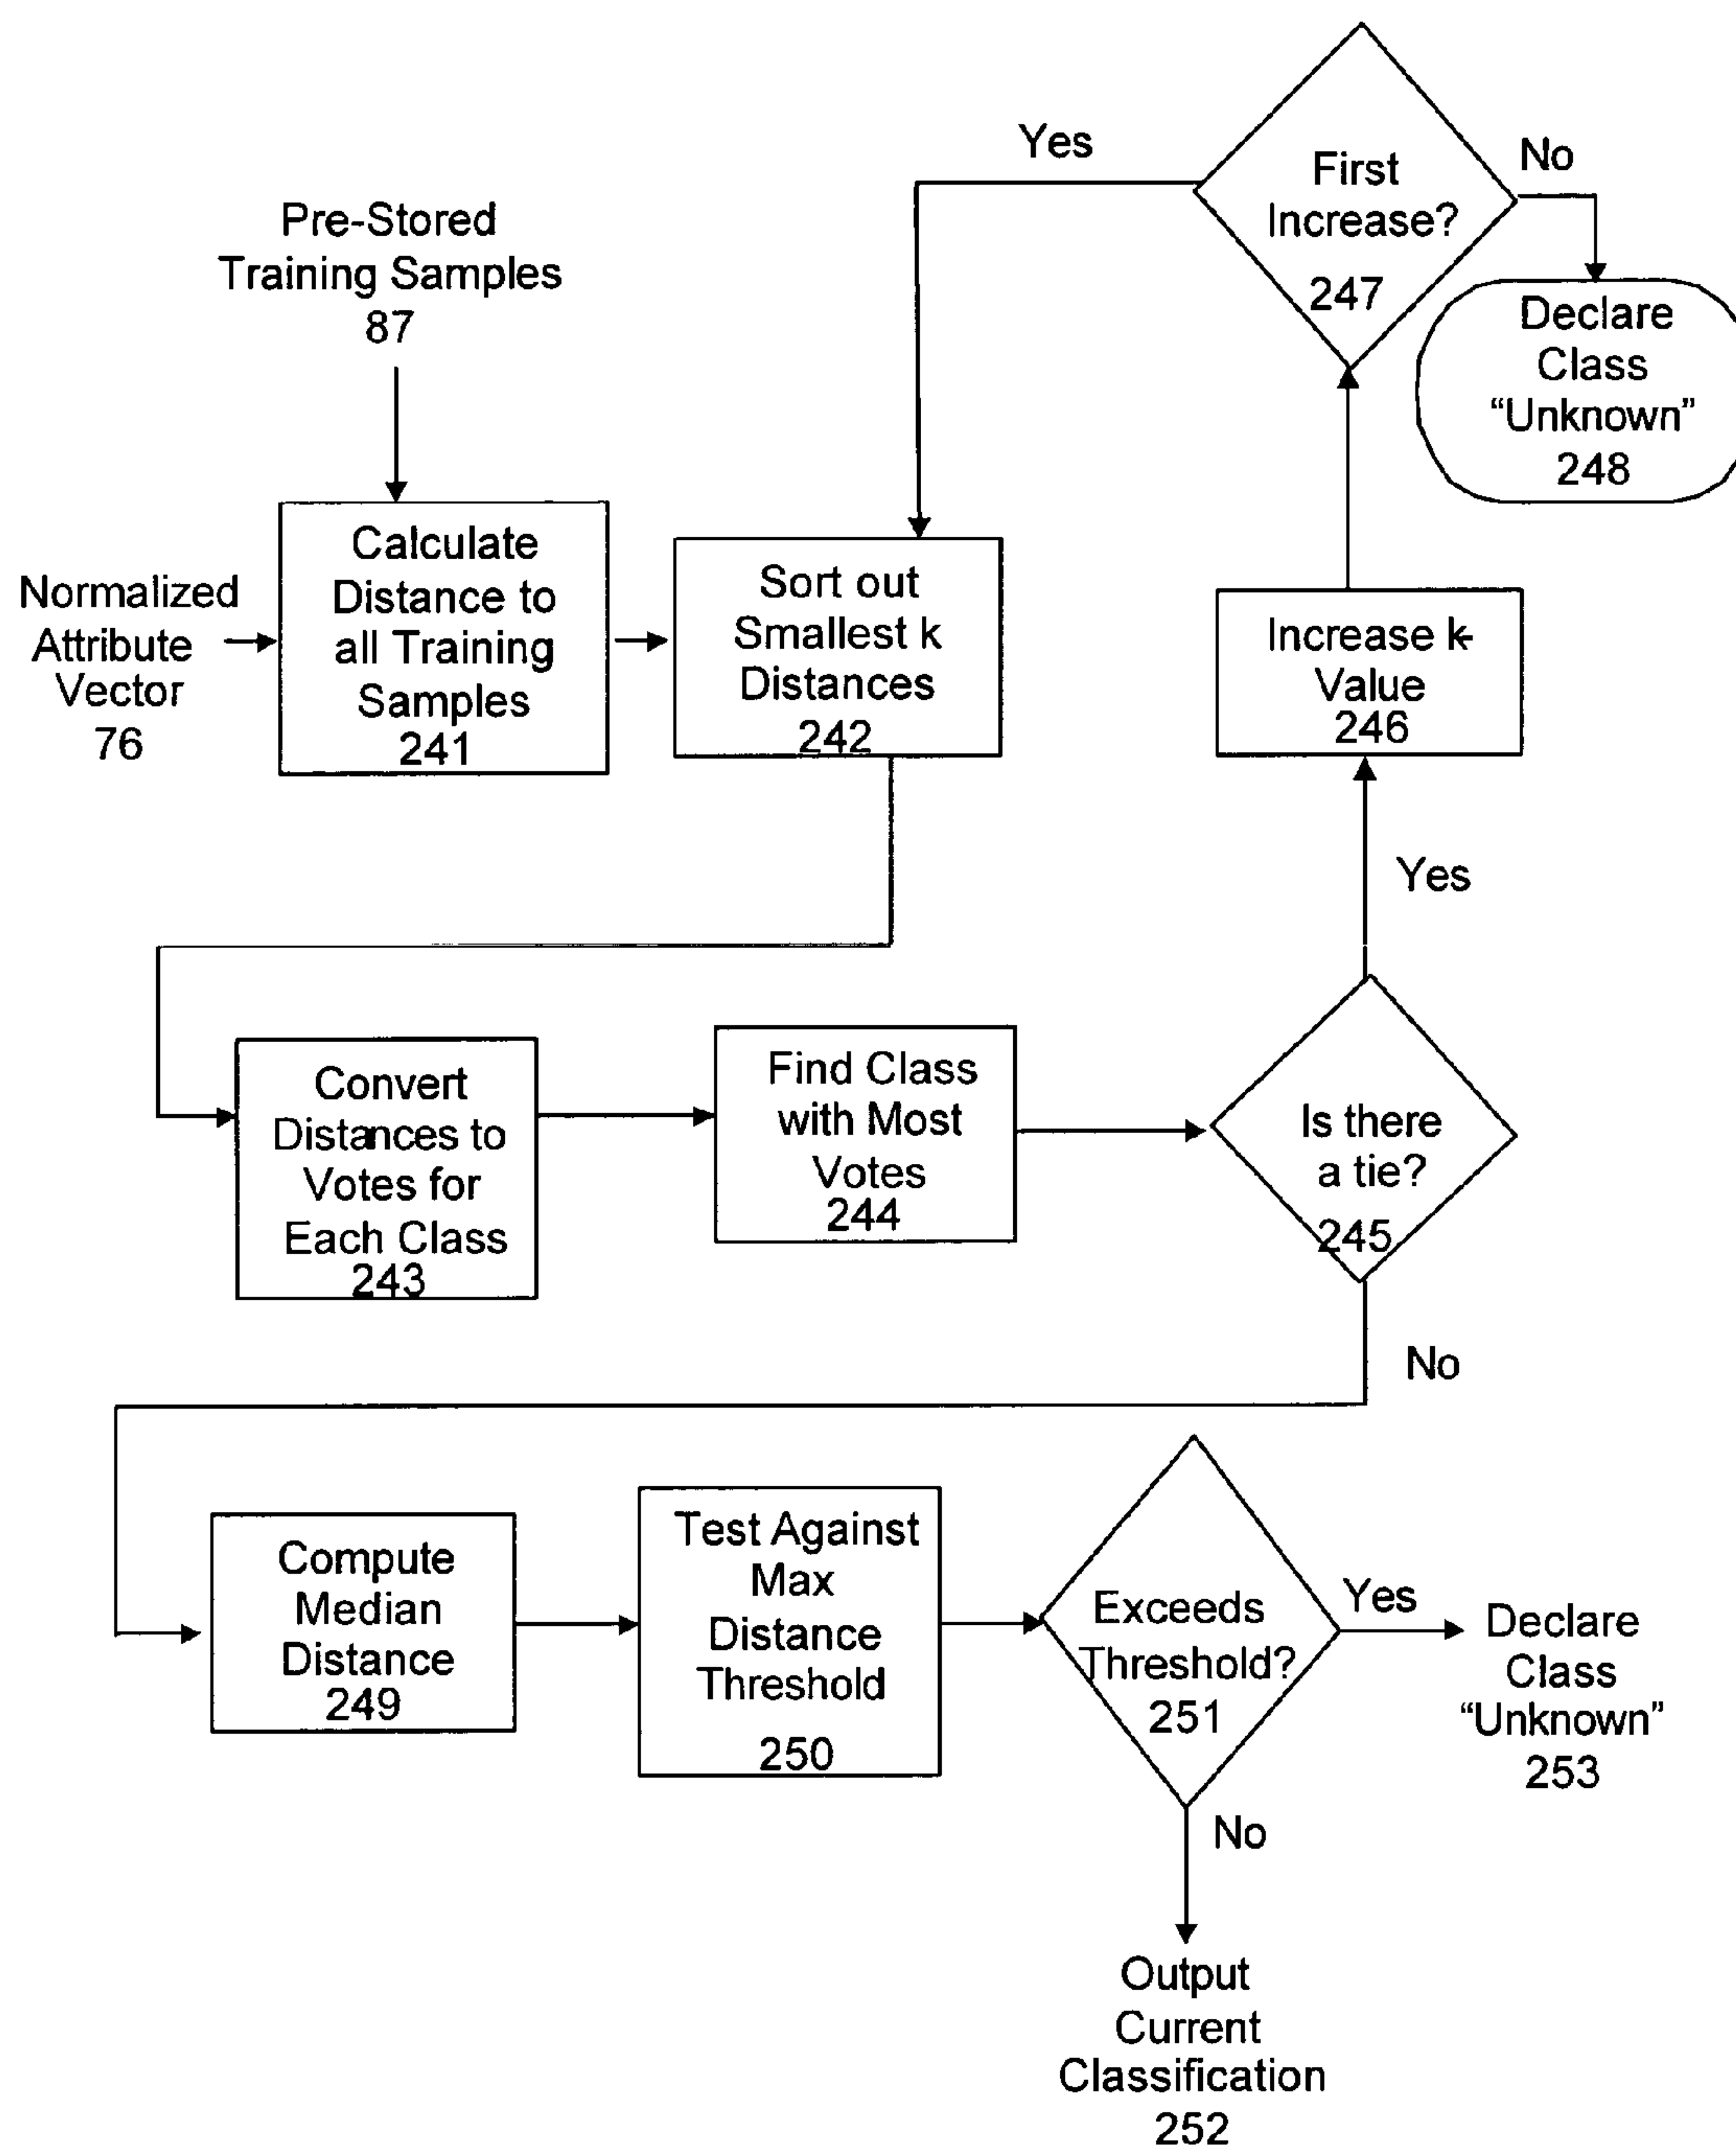 Pre-Stored
Training Samples
87
Normalized
Attribute
Vector
76
Calculate
Distance to
all Training
Samples
241
Sort out
Smallest k
Distances
242
Yes
First
Increase?
247
No
Declare
Class
“Unknown”
248
Increase k-
Value
246
Yes
Convert
Distances to
Votes for
Each Class
243
Find Class
with Most
Votes
244
Is there
a tie?
245
No
Compute
Median
Distance
249
Test Against
Max
Distance
Threshold
250
Exceeds
Threshold?
251
Yes
Declare
Class
“Unknown”
253
No
Output
Current
Classification
252